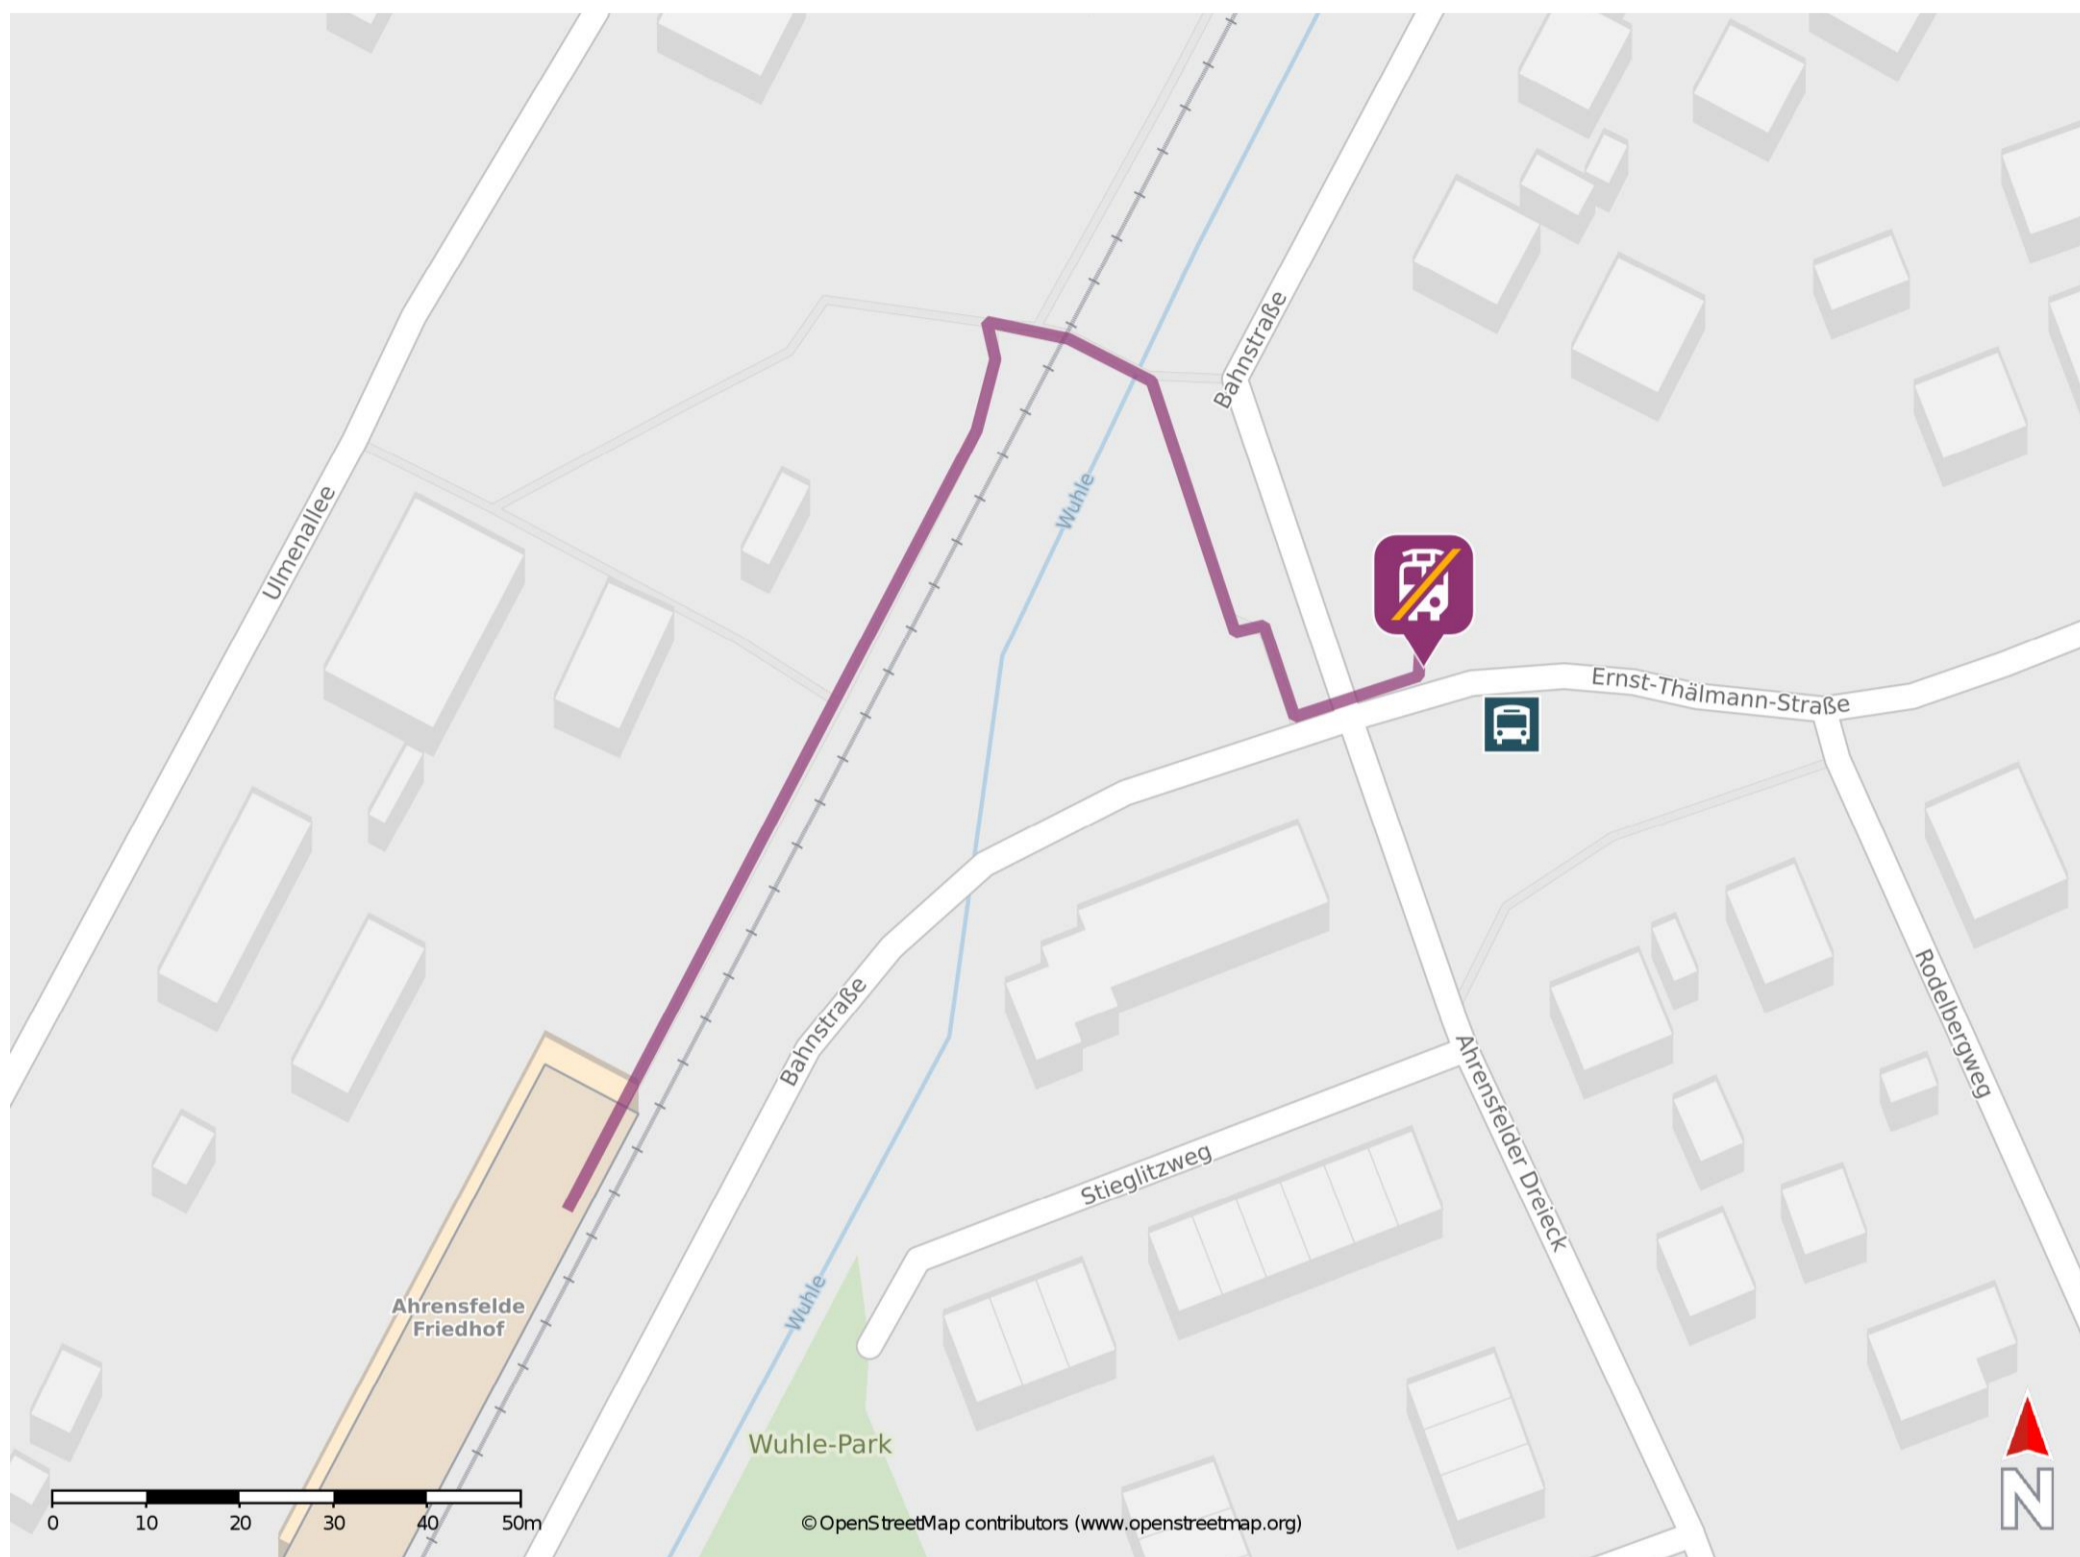 Bahnstraße
Ulmenallee
Wuhle
Ernst-Thälmann-Straße
Bahnstraße
Rodelbergweg
Ahrensfelder Dreieck
Stieglitzweg
Wuhle
Ahrensfelde
Friedhof
Wuhle-Park
0 10 20 30 40 50m
© OpenStreetMap contributors (www.openstreetmap.org)
N